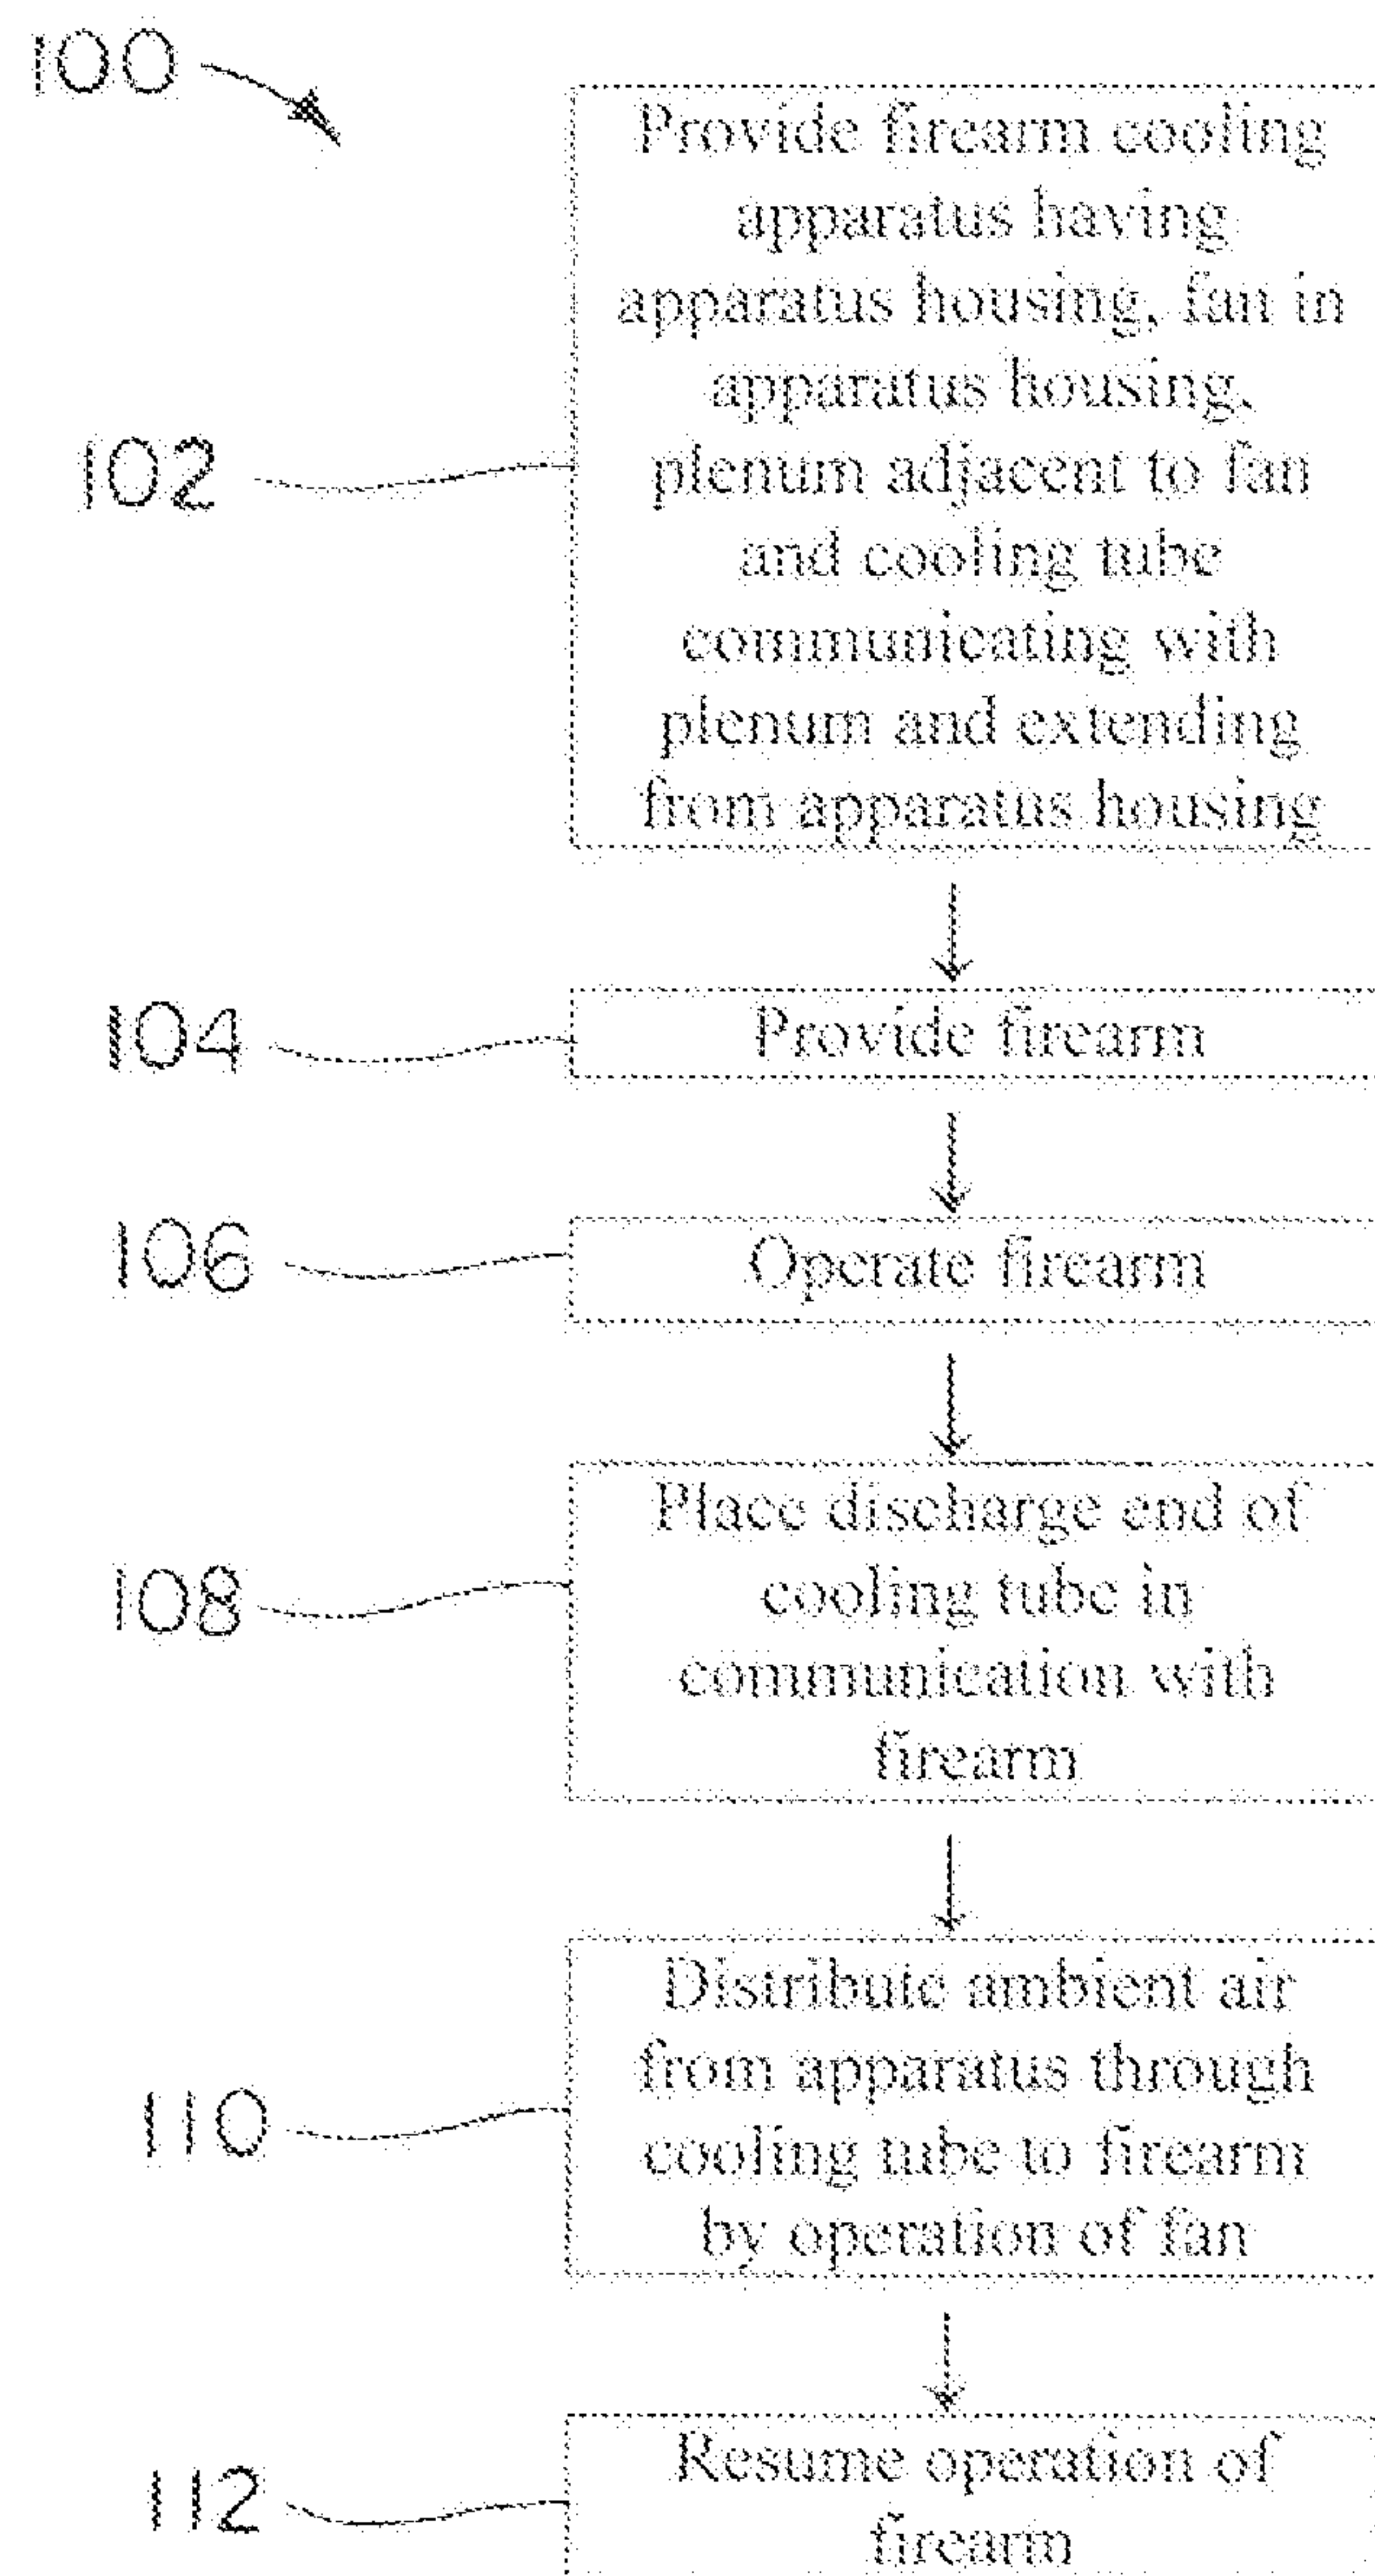 100
Provide firearm cooling
apparatus having
apparatus housing, fan in
apparatus housing,
plenum adjacent to fan
and cooling tube
communicating with
plenum and extending
from apparatus housing
102
Provide firearm
104
Operate firearm
106
Place discharge end of
cooling tube in
communication with
firearm
108
Distribute ambient air
from apparatus through
cooling tube to firearm
by operation of fan
110
Resume operation of
firearm
112